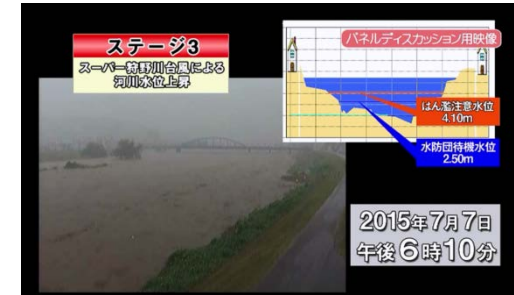 ステージ3
スーパー狩野川台風による
河川水位上昇
パネルディスカッション用映像
はん濫注意水位
4.10m
水防団待機水位
2.50m
2015年7月7日
午後6時10分